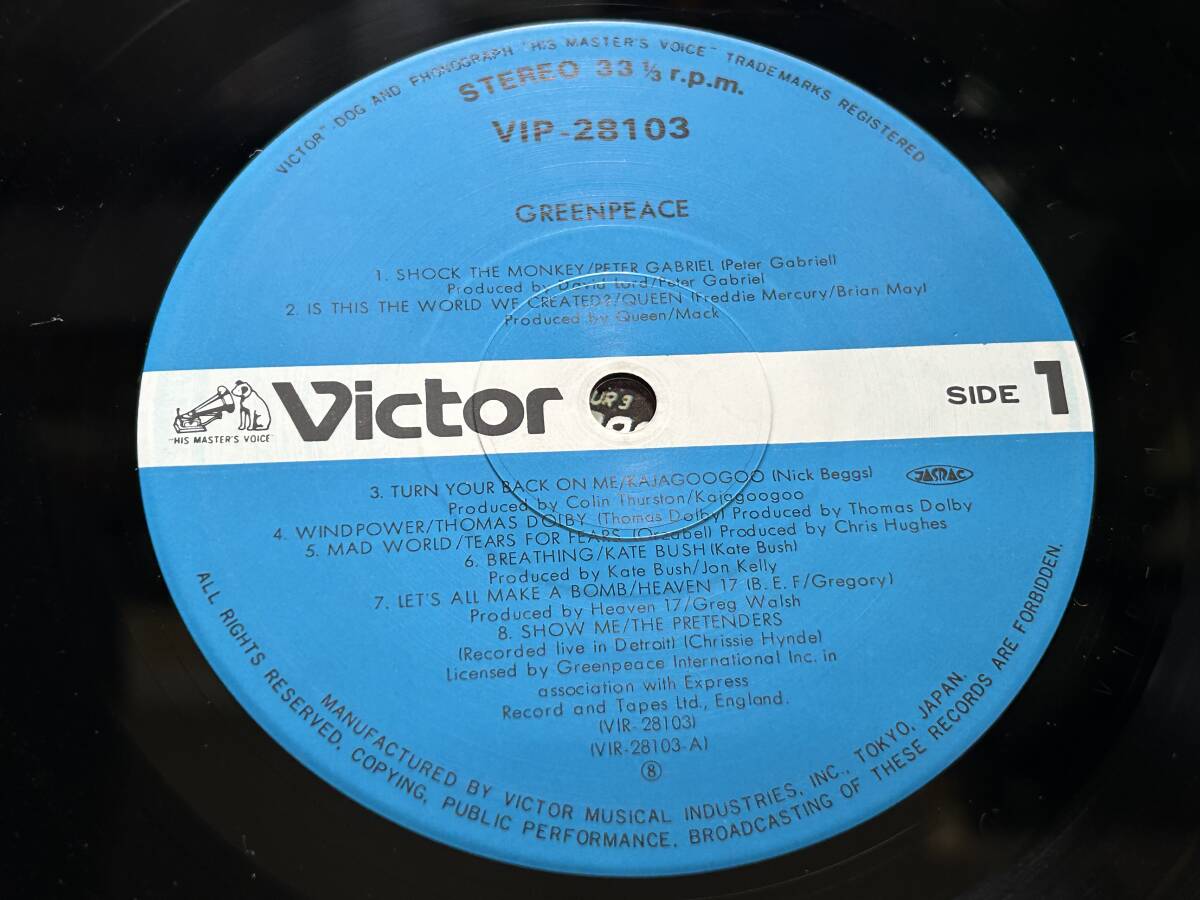 VICTOR" "DOG AND PHONOGRAPH "HIS MASTER'S VOICE" TRADE MARKS REGISTERED
STEREO 33 1/3 r.p.m.
VIP-28103
GREENPEACE
1. SHOCK THE MONKEY/PETER GABRIEL (Peter Gabriel)
Produced by David Lord/Peter Gabriel
2. IS THIS THE WORLD WE CREATED?/QUEEN (Freddie Mercury/Brian May)
Produced by Queen/Mack
"HIS MASTER'S VOICE"
Victor
UR 3
SIDE 1
3. TURN YOUR BACK ON ME/KAJAGOOGOO (Nick Beggs)
JASRAC
Produced by Colin Thurston/Kajagoogoo
4. WINDPOWER/THOMAS DOLBY (Thomas Dolby) Produced by Thomas Dolby
5. MAD WORLD/TEARS FOR FEARS (Orzabel) Produced by Chris Hughes
6. BREATHING/KATE BUSH (Kate Bush)
Produced by Kate Bush/Jon Kelly
7. LET'S ALL MAKE A BOMB/HEAVEN 17 (B.E.F/Gregory)
Produced by Heaven 17/Greg Walsh
8. SHOW ME/THE PRETENDERS
(Recorded live in Detroit) (Chrissie Hynde)
Licensed by Greenpeace International Inc. in
association with Express
Record and Tapes Ltd., England.
(VIR-28103)
(VIR-28103-A)
⑧
MANUFACTURED BY VICTOR MUSICAL INDUSTRIES, INC., TOKYO, JAPAN.
ALL RIGHTS RESERVED, COPYING, PUBLIC PERFORMANCE, BROADCASTING OF THESE RECORDS ARE FORBIDDEN.